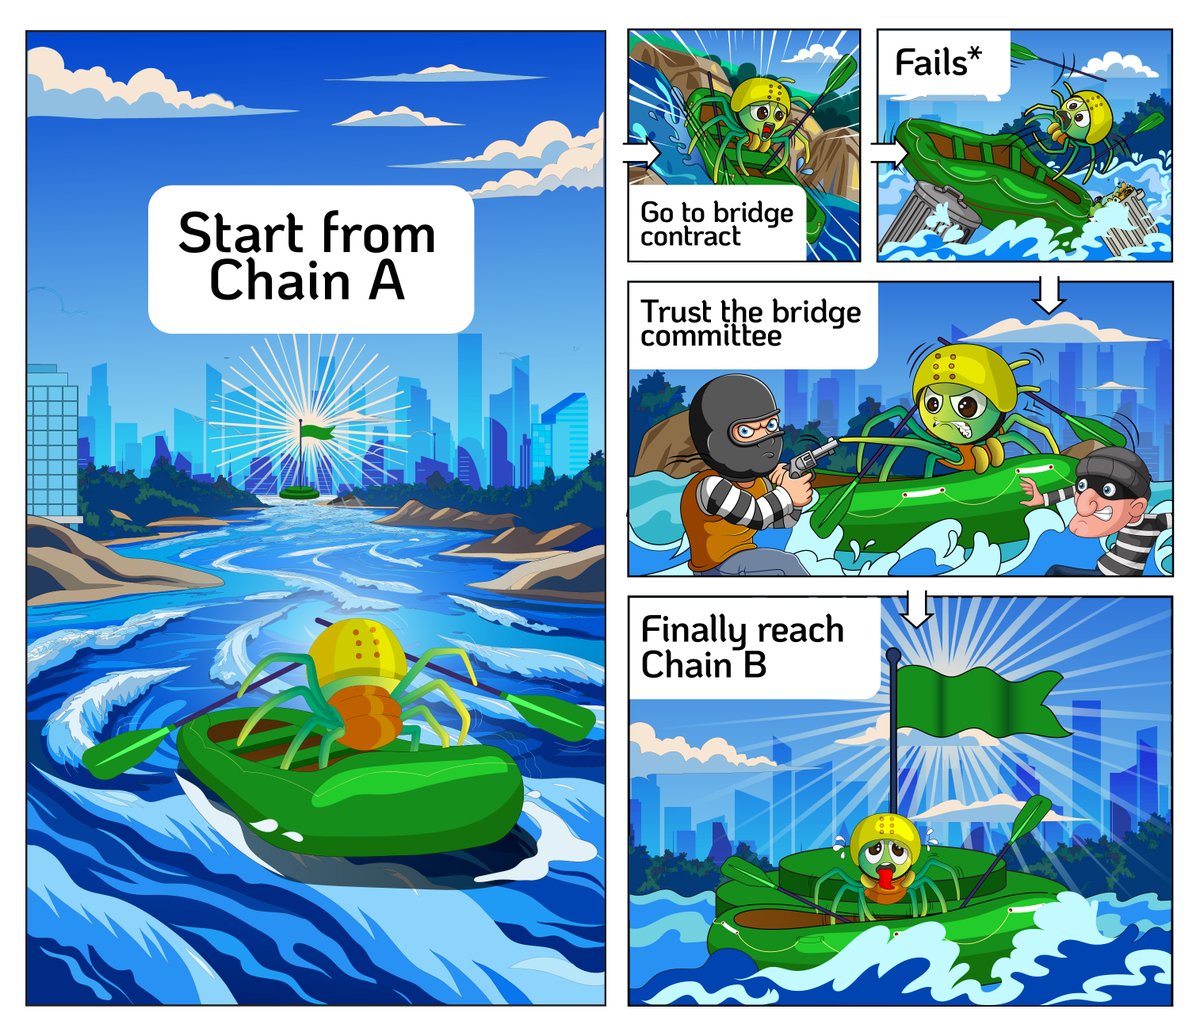 Start from
Chain A
Go to bridge
contract
Fails*
Trust the bridge
committee
Finally reach
Chain B